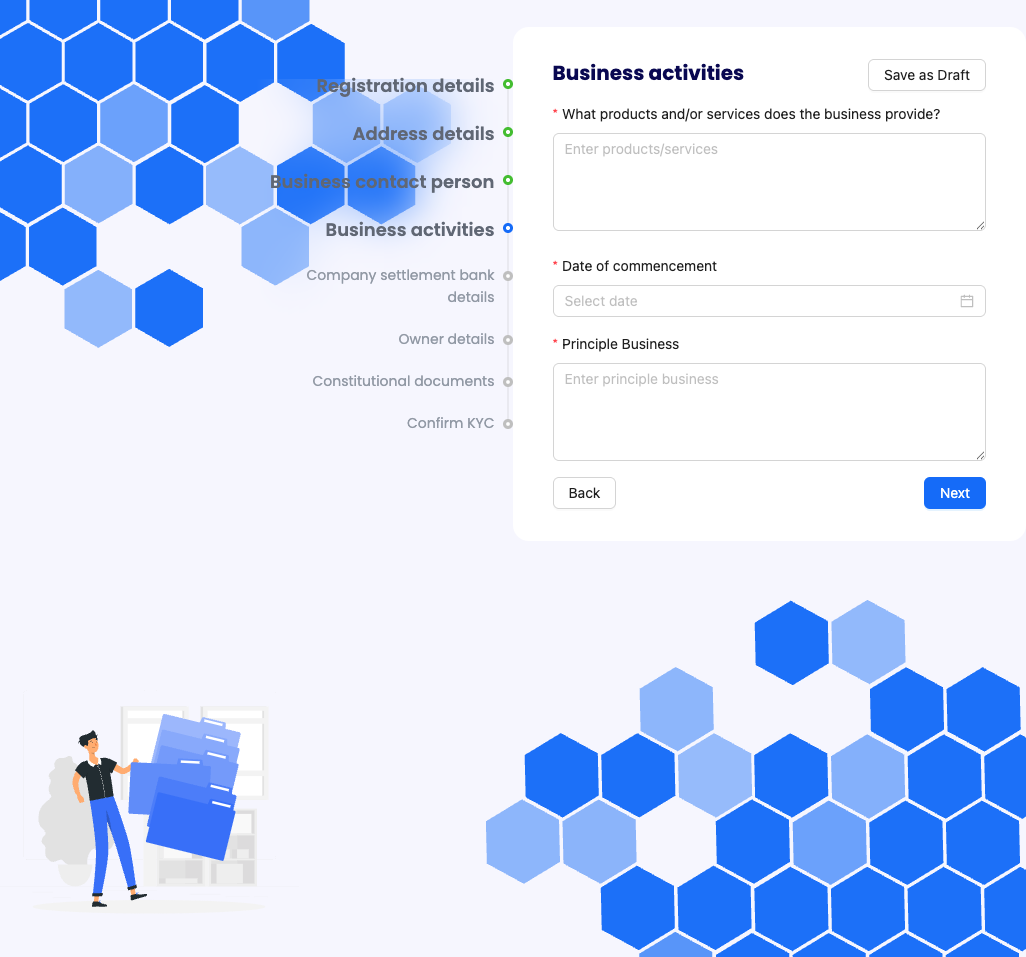 Registration details
Address details
Business contact person
Business activities
Company settlement bank
details
Owner details
Constitutional documents
Confirm KYC
Business activities
Save as Draft
* What products and/or services does the business provide?
Enter products/services
* Date of commencement
Select date
* Principle Business
Enter principle business
Back
Next